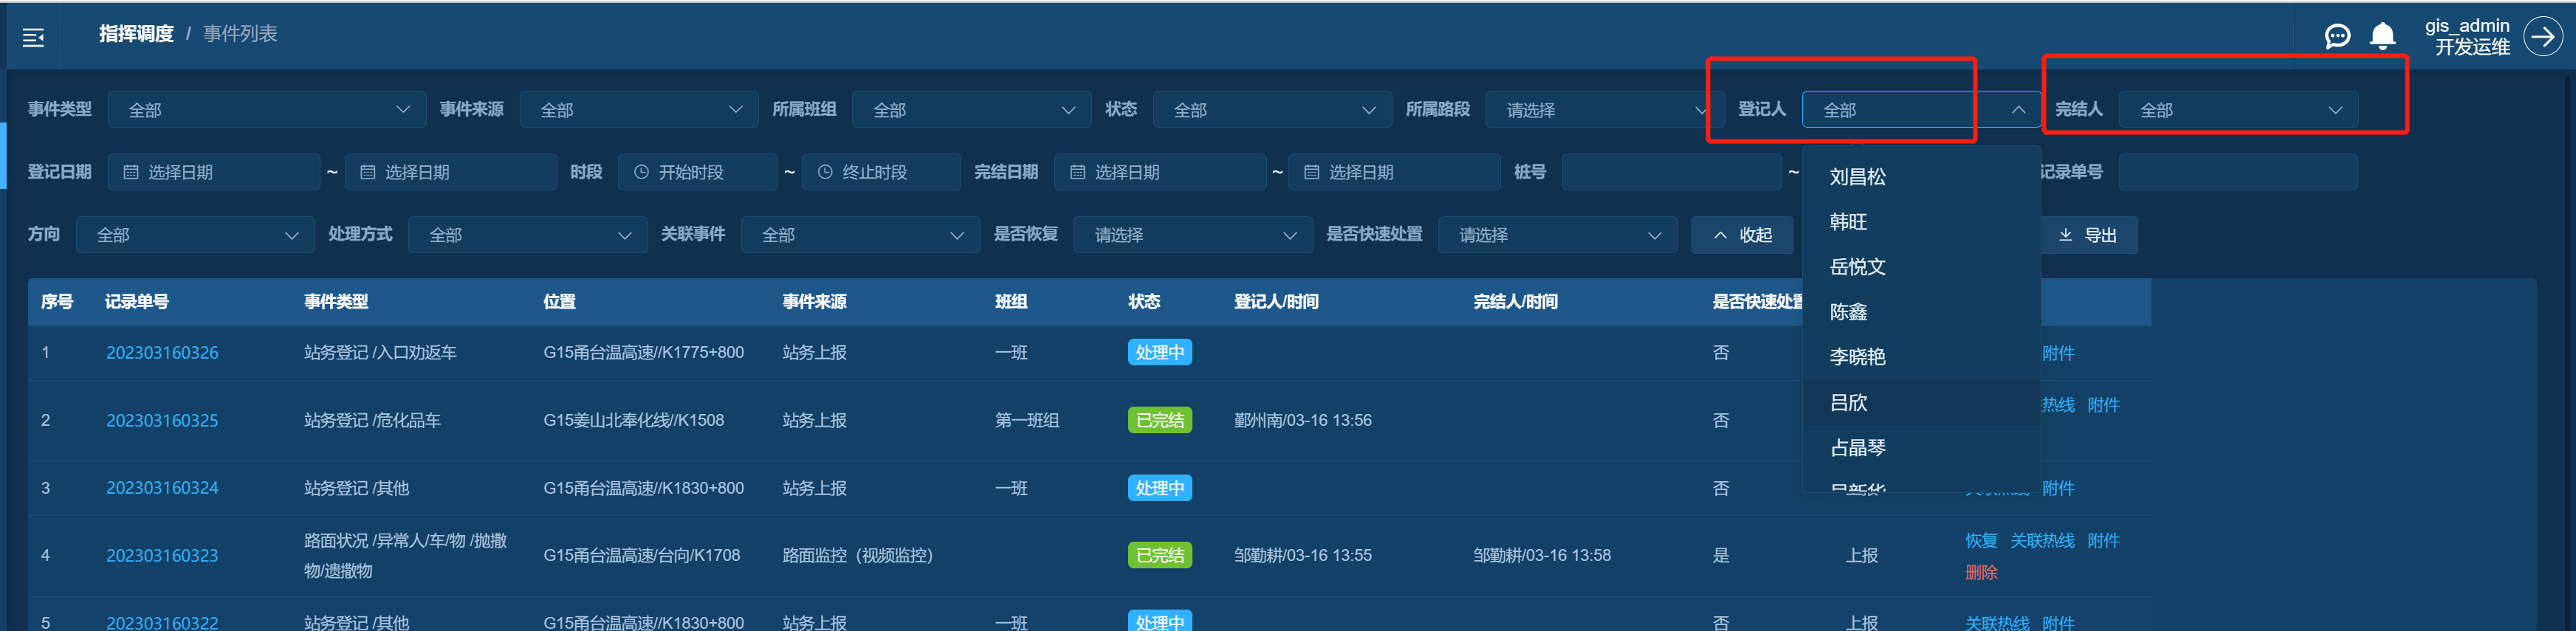 指挥调度 / 事件列表
gis_admin
开发运维
事件类型 全部 事件来源 全部 所属班组 全部 状态 全部 所属路段 请选择 登记人 全部 完结人 全部
登记日期 选择日期 ~ 选择日期 时段 开始时段 ~ 终止时段 完结日期 选择日期 ~ 选择日期 桩号 ~ 记录单号
方向 全部 处理方式 全部 关联事件 全部 是否恢复 请选择 是否快速处置 请选择 收起 导出
刘昌松
韩旺
岳悦文
陈鑫
李晓艳
吕欣
占晶琴
序号 记录单号 事件类型 位置 事件来源 班组 状态 登记人/时间 完结人/时间 是否快速处置
1 202303160326 站务登记 /入口劝返车 G15甬台温高速//K1775+800 站务上报 一班 处理中 否 附件
2 202303160325 站务登记 /危化品车 G15姜山北奉化线//K1508 站务上报 第一班组 已完结 鄞州南/03-16 13:56 否 热线 附件
3 202303160324 站务登记 /其他 G15甬台温高速//K1830+800 站务上报 一班 处理中 否 附件
4 202303160323 路面状况 /异常人/车/物 /抛撒
物/遗撒物 G15甬台温高速/台向/K1708 路面监控（视频监控） 已完结 邹勤耕/03-16 13:55 邹勤耕/03-16 13:58 是 上报 恢复 关联热线 附件
删除
5 202303160322 站务登记 /其他 G15甬台温高速//K1830+800 站务上报 一班 处理中 否 上报 关联热线 附件